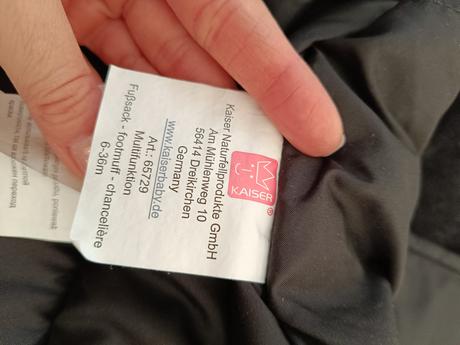 KAISER
®
Kaiser Naturfellprodukte GmbH
Am Mühlenweg 10
56414 Dreikirchen
Germany
www.kaiserbaby.de
Art.: 65729
Multifunktion
Fußsack - footmuff - chancelière
6-36m